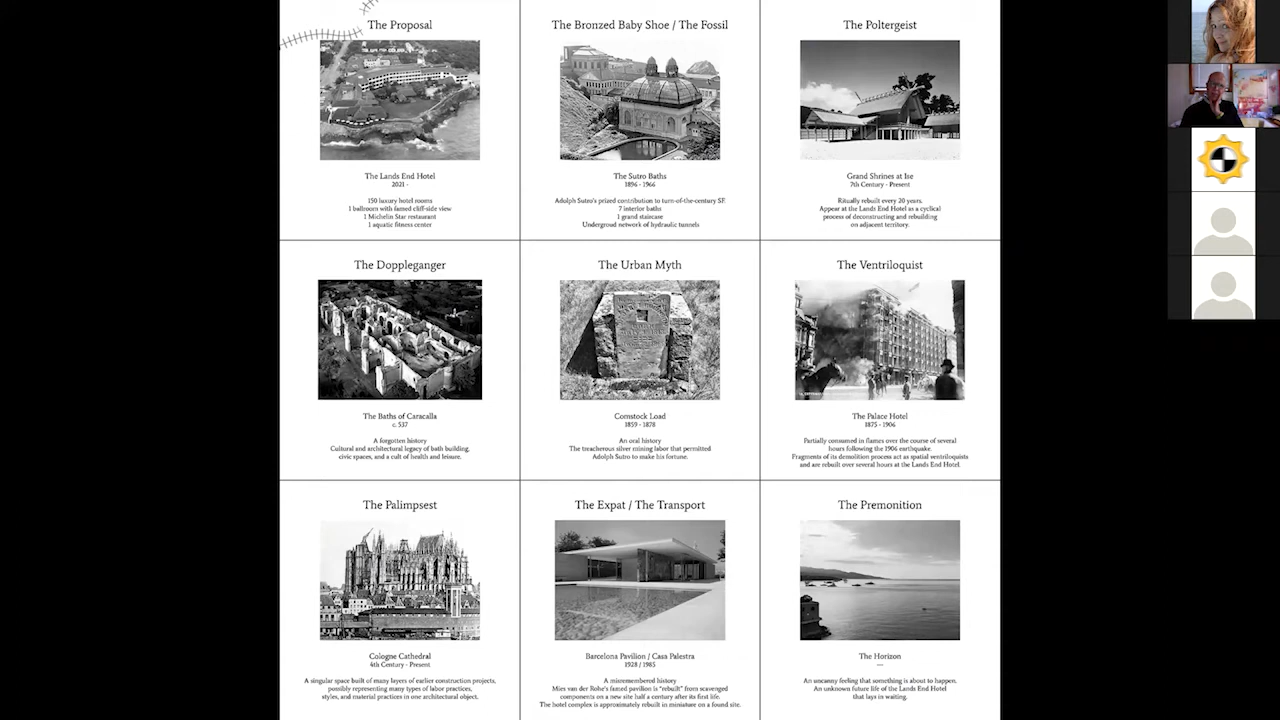 The Proposal
The Lands End Hotel
2021 -
150 luxury hotel rooms
1 ballroom with famed cliff-side view
1 Michelin Star restaurant
1 aquatic fitness center
The Bronzed Baby Shoe / The Fossil
The Sutro Baths
1896 - 1966
Adolph Sutro's prized contribution to turn-of-the-century SF.
7 interior baths
1 grand staircase
Undergroud network of hydraulic tunnels
The Poltergeist
Grand Shrines at Ise
7th Century - Present
Ritually rebuilt every 20 years.
Appear at the Lands End Hotel as a cyclical
process of deconstructing and rebuilding
on adjacent territory.
The Doppleganger
The Baths of Caracalla
c. 537
A forgotten history
Cultural and architectural legacy of bath building,
civic spaces, and a cult of health and leisure.
The Urban Myth
Comstock Load
1859 - 1878
An oral history
The treacherous silver mining labor that permitted
Adolph Sutro to make his fortune.
The Ventriloquist
The Palace Hotel
1875 - 1906
Partially consumed in flames over the course of several
hours following the 1906 earthquake.
Fragments of its demolition process act as spatial ventriloquists
and are rebuilt over several hours at the Lands End Hotel.
The Palimpsest
Cologne Cathedral
4th Century - Present
A singular space built of many layers of earlier construction projects,
possibly representing many types of labor practices,
styles, and material practices in one architectural object.
The Expat / The Transport
Barcelona Pavilion / Casa Palestra
1928 / 1985
A misremembered history
Mies van der Rohe's famed pavilion is "rebuilt" from scavenged
components on a new site half a century after its first life.
The hotel complex is approximately rebuilt in miniature on a found site.
The Premonition
The Horizon
—
An uncanny feeling that something is about to happen.
An unknown future life of the Lands End Hotel
that lays in waiting.